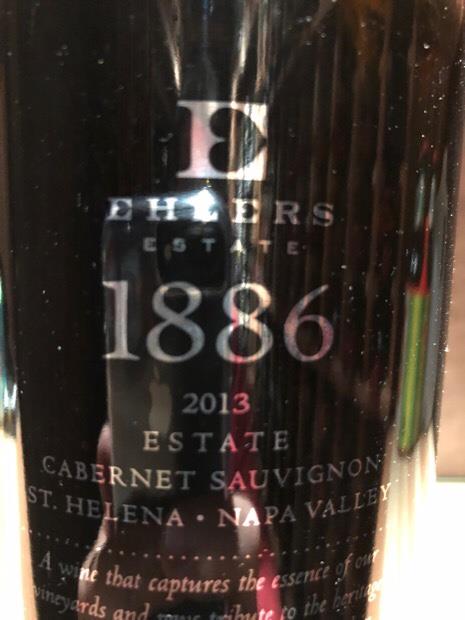 E
EHLERS
ESTATE
1886
2013
ESTATE
CABERNET SAUVIGNON
ST. HELENA • NAPA VALLEY
A wine that captures the essence of our
vineyards and pays tribute to the heritage